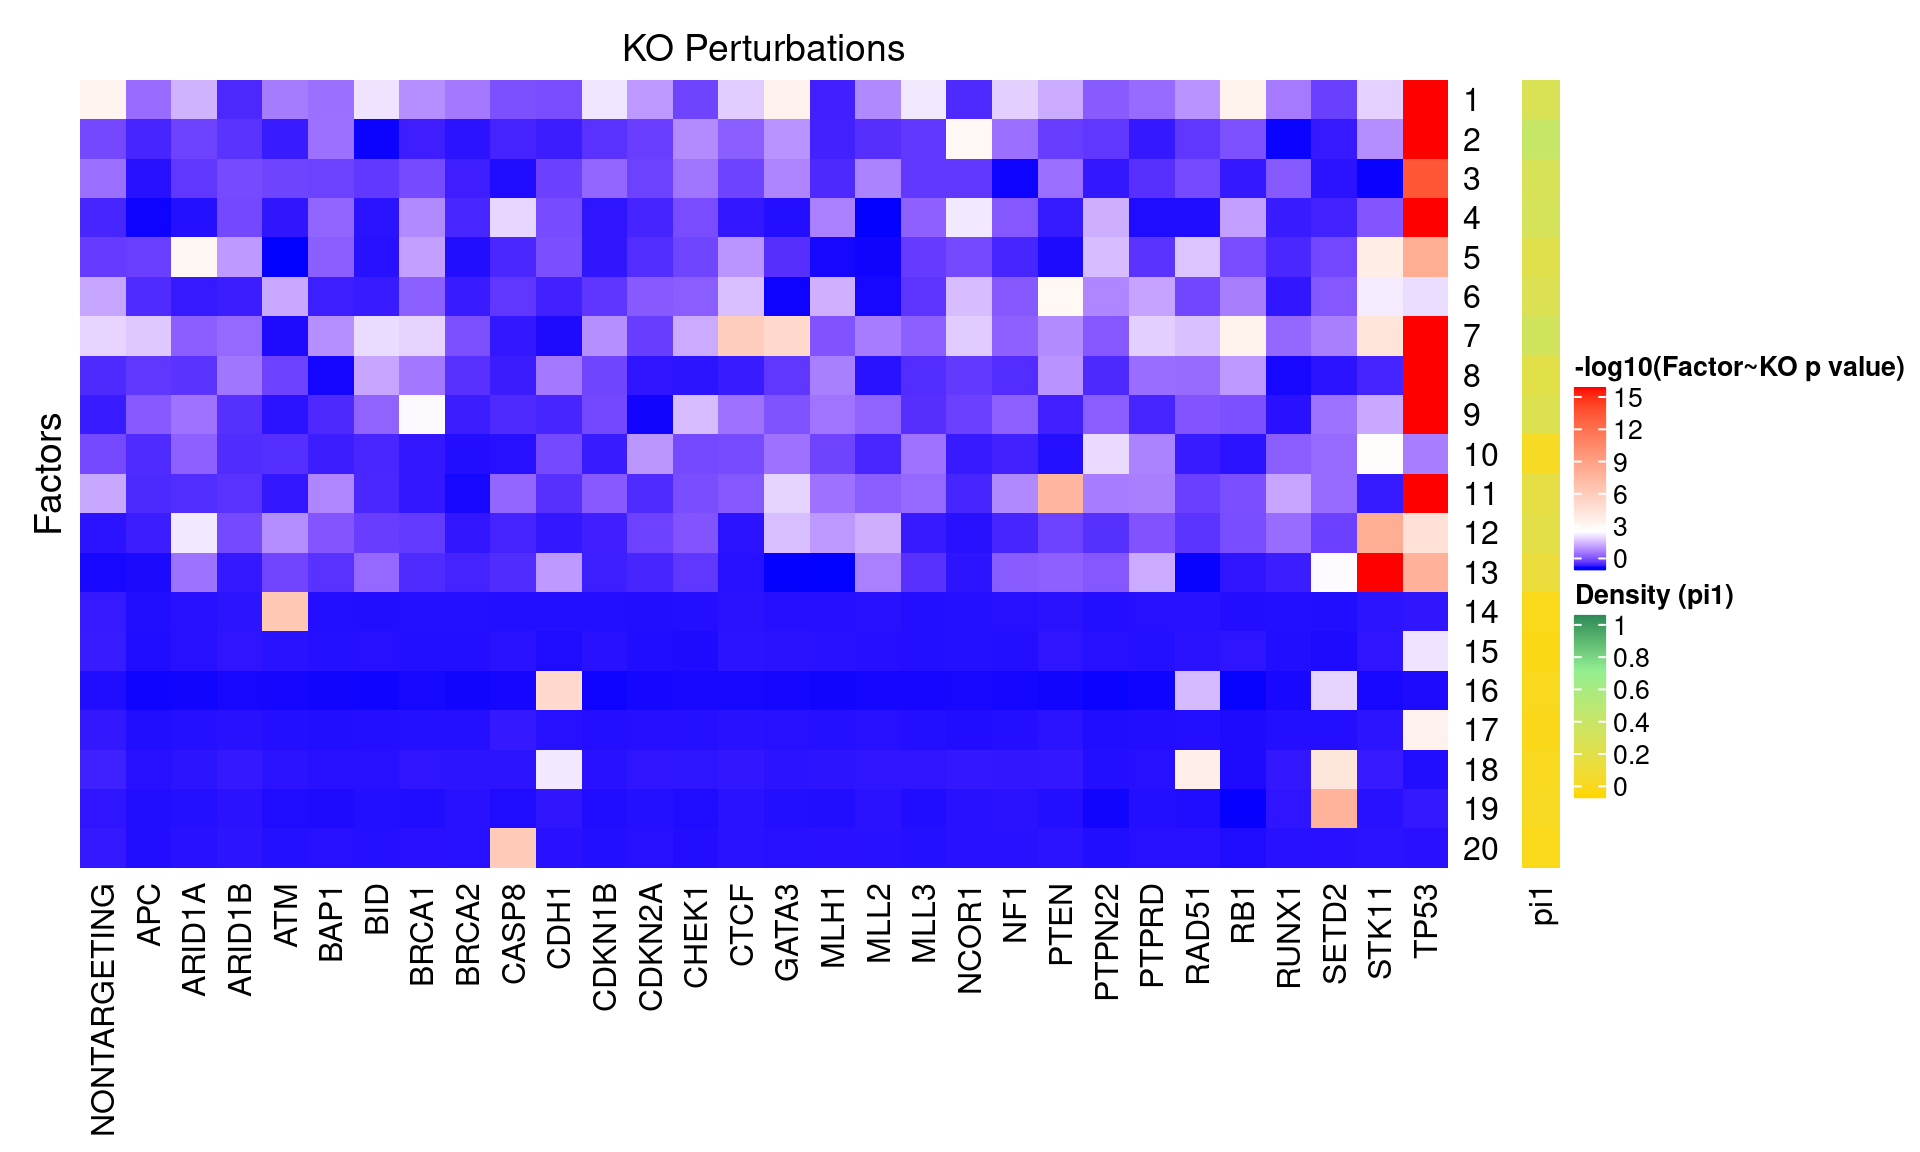 KO Perturbations
Factors
1
2
3
4
5
6
7
8
9
10
11
12
13
14
15
16
17
18
19
20
NONTARGETING
APC
ARID1A
ARID1B
ATM
BAP1
BID
BRCA1
BRCA2
CASP8
CDH1
CDKN1B
CDKN2A
CHEK1
CTCF
GATA3
MLH1
MLL2
MLL3
NCOR1
NF1
PTEN
PTPN22
PTPRD
RAD51
RB1
RUNX1
SETD2
STK11
TP53
pi1
-log10(Factor~KO p value)
15
12
9
6
3
0
Density (pi1)
1
0.8
0.6
0.4
0.2
0